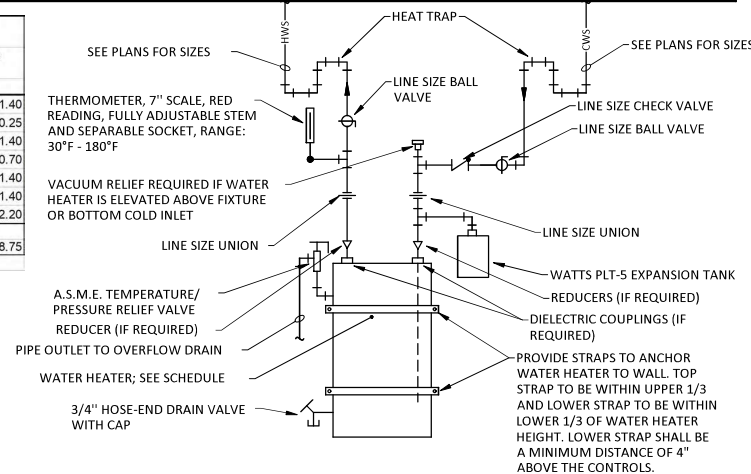 1.40
0.25
1.40
0.70
1.40
1.40
2.20
8.75
HWS
HEAT TRAP
CWS
SEE PLANS FOR SIZES
SEE PLANS FOR SIZES
LINE SIZE BALL
VALVE
THERMOMETER, 7" SCALE, RED
READING, FULLY ADJUSTABLE STEM
AND SEPARABLE SOCKET, RANGE:
30°F - 180°F
LINE SIZE CHECK VALVE
LINE SIZE BALL VALVE
VACUUM RELIEF REQUIRED IF WATER
HEATER IS ELEVATED ABOVE FIXTURE
OR BOTTOM COLD INLET
LINE SIZE UNION
LINE SIZE UNION
WATTS PLT-5 EXPANSION TANK
A.S.M.E. TEMPERATURE/
PRESSURE RELIEF VALVE
REDUCERS (IF REQUIRED)
REDUCER (IF REQUIRED)
DIELECTRIC COUPLINGS (IF
REQUIRED)
PIPE OUTLET TO OVERFLOW DRAIN
WATER HEATER; SEE SCHEDULE
PROVIDE STRAPS TO ANCHOR
WATER HEATER TO WALL. TOP
STRAP TO BE WITHIN UPPER 1/3
AND LOWER STRAP TO BE WITHIN
LOWER 1/3 OF WATER HEATER
HEIGHT. LOWER STRAP SHALL BE
A MINIMUM DISTANCE OF 4"
ABOVE THE CONTROLS.
3/4" HOSE-END DRAIN VALVE
WITH CAP